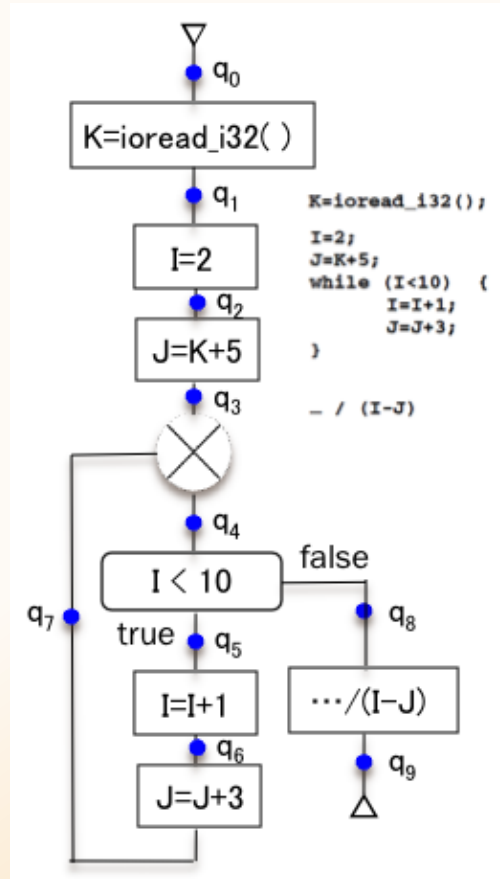 q0
K=ioread_i32( )
q1
I=2
q2
J=K+5
q3
q4
I < 10
false
true
q5
q7
q8
I=I+1
…/(I-J)
q6
q9
J=J+3
K=ioread_i32();
I=2;
J=K+5;
while (I<10) {
I=I+1;
J=J+3;
}
_ / (I-J)